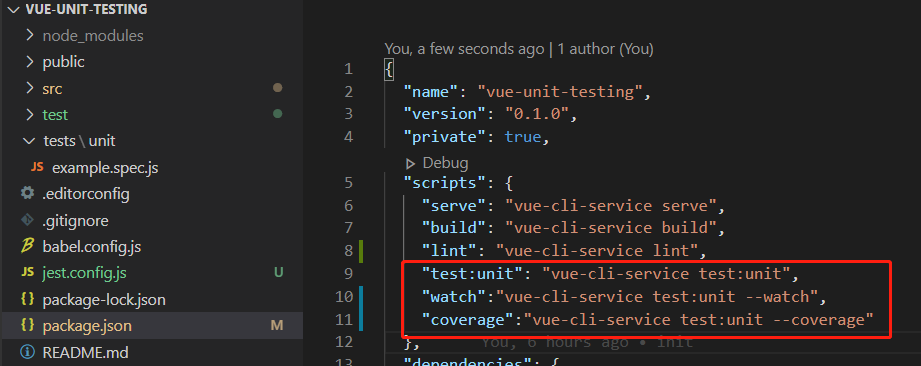 VUE-UNIT-TESTING
node_modules
public
src
test
tests\unit
JS example.spec.js
.editorconfig
.gitignore
babel.config.js
JS jest.config.js U
{} package-lock.json
{} package.json M
README.md
You, a few seconds ago | 1 author (You)
1 {
2 "name": "vue-unit-testing",
3 "version": "0.1.0",
4 "private": true,
Debug
5 "scripts": {
6 "serve": "vue-cli-service serve",
7 "build": "vue-cli-service build",
8 "lint": "vue-cli-service lint",
9 "test:unit": "vue-cli-service test:unit",
10 "watch":"vue-cli-service test:unit --watch",
11 "coverage":"vue-cli-service test:unit --coverage"
12 }, You, 6 hours ago • init
13 "dependencies": {